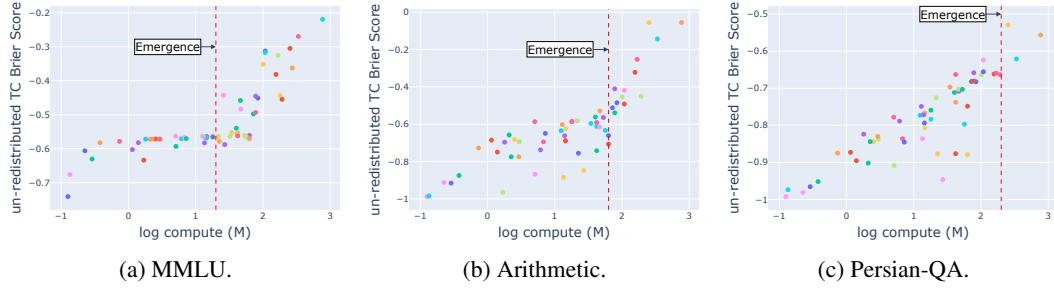 un-redistributed TC Brier Score
−0.2
−0.3
−0.4
−0.5
−0.6
−0.7
Emergence
−1
0
1
2
3
log compute (M)
(a) MMLU.
un-redistributed TC Brier Score
0
−0.2
−0.4
−0.6
−0.8
−1
Emergence
−1
0
1
2
3
log compute (M)
(b) Arithmetic.
un-redistributed TC Brier Score
−0.5
−0.6
−0.7
−0.8
−0.9
−1
Emergence
−1
0
1
2
3
log compute (M)
(c) Persian-QA.